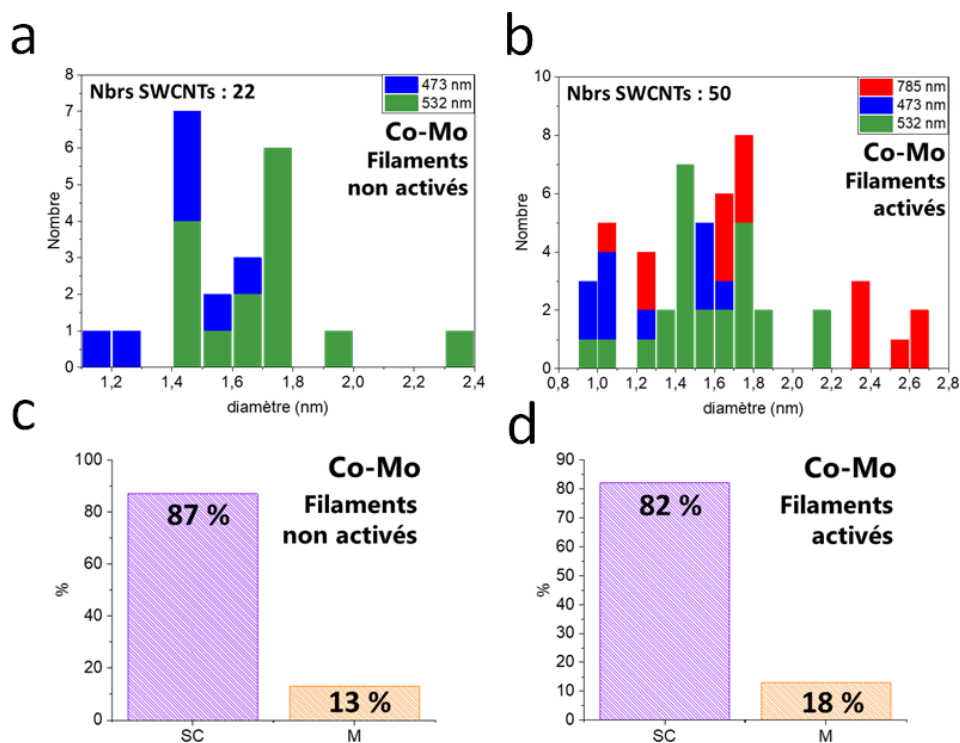 a
Nbrs SWCNTs : 22
473 nm
532 nm
Co-Mo
Filaments
non activés
Nombre
8
7
6
5
4
3
2
1
0
1,2
1,4
1,6
1,8
2,0
2,2
2,4
diamètre (nm)
b
Nbrs SWCNTs : 50
785 nm
473 nm
532 nm
Co-Mo
Filaments
activés
Nombre
10
8
6
4
2
0
0,8
1,0
1,2
1,4
1,6
1,8
2,0
2,2
2,4
2,6
2,8
diamètre (nm)
c
Co-Mo
Filaments
non activés
87 %
13 %
%
100
80
60
40
20
0
SC
M
d
Co-Mo
Filaments
activés
82 %
18 %
%
90
80
70
60
50
40
30
20
10
0
SC
M